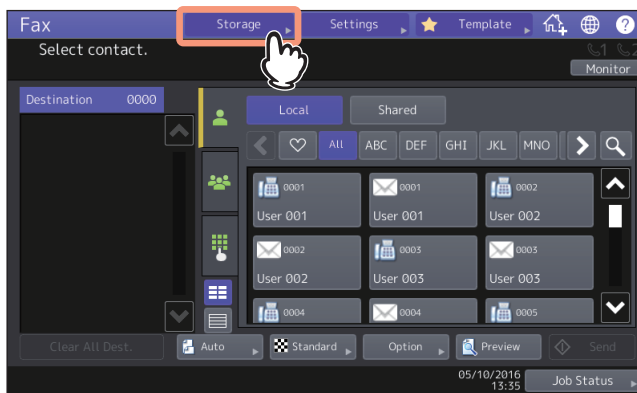 Fax Storage Settings Template ?
Select contact. 1 2
Monitor
Destination 0000
Local Shared
All ABC DEF GHI JKL MNO
0001 0001 0002
User 001 User 001 User 002
0002 0003 0003
User 002 User 003 User 003
0004 0004 0005
Clear All Dest. Auto Standard Option Preview Send
05/10/2016
13:35
Job Status